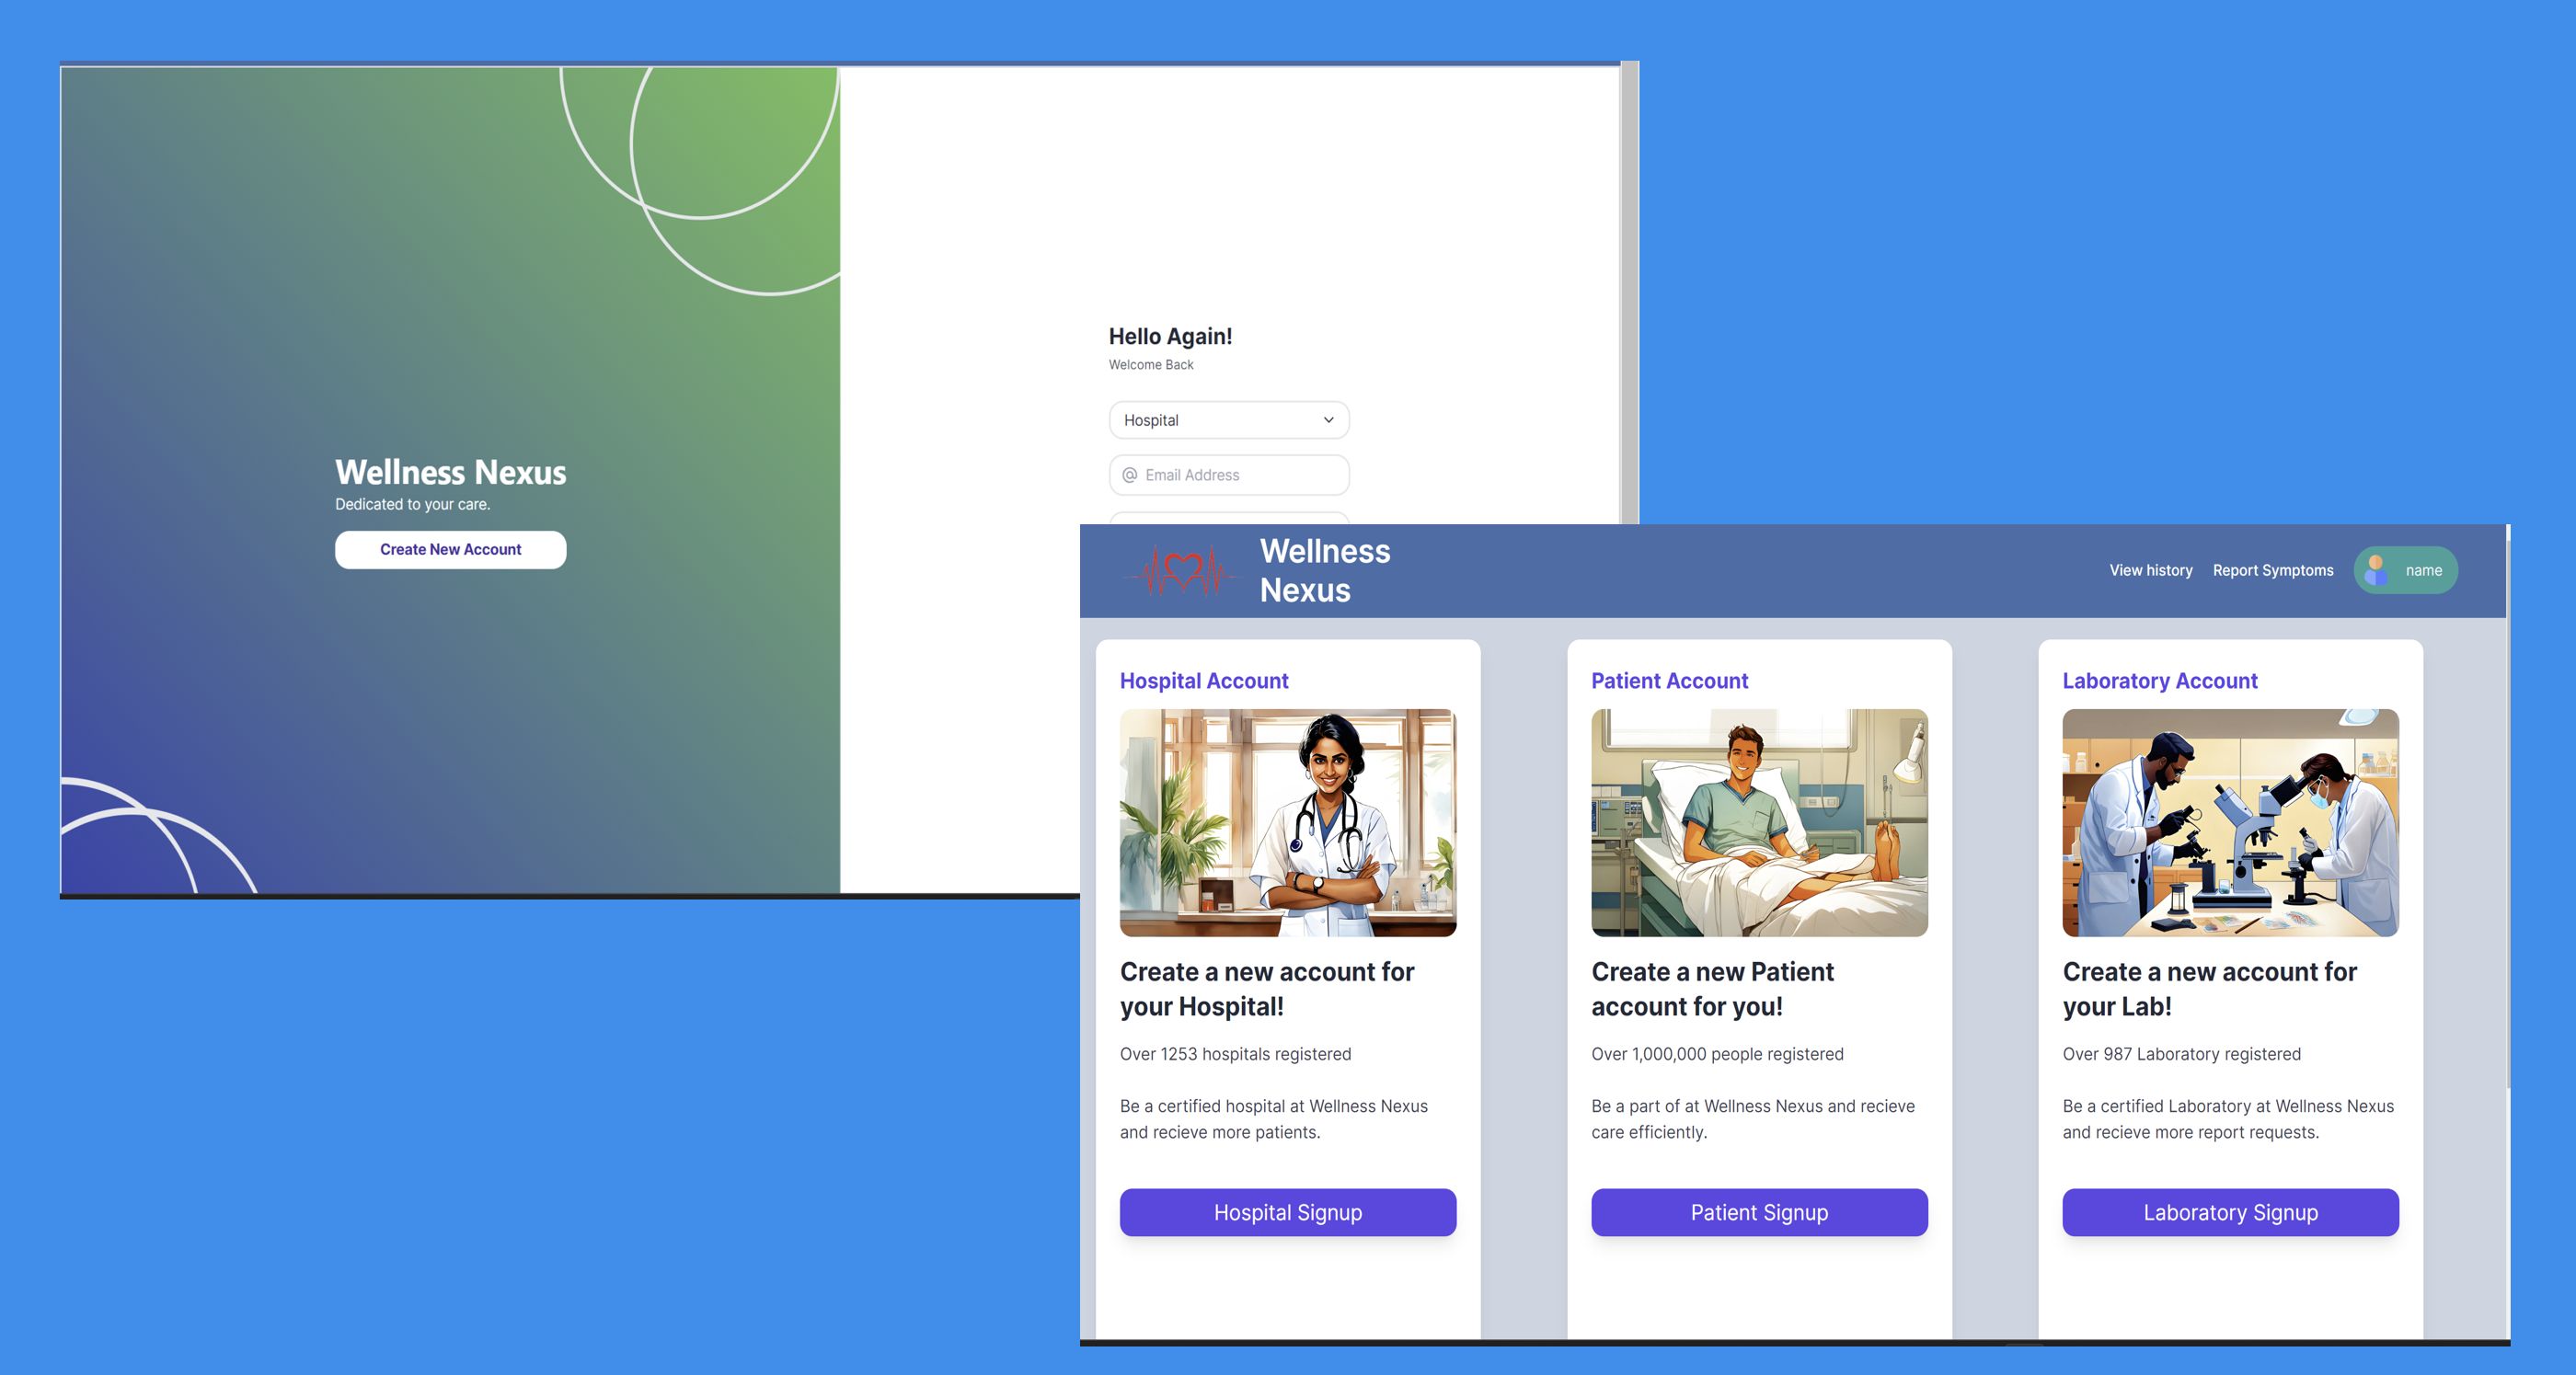 Wellness Nexus
Dedicated to your care.
Create New Account
Hello Again!
Welcome Back
Hospital
@ Email Address
Wellness
Nexus
View history
Report Symptoms
name
Hospital Account
Create a new account for
your Hospital!
Over 1253 hospitals registered
Be a certified hospital at Wellness Nexus
and recieve more patients.
Hospital Signup
Patient Account
Create a new Patient
account for you!
Over 1,000,000 people registered
Be a part of at Wellness Nexus and recieve
care efficiently.
Patient Signup
Laboratory Account
Create a new account for
your Lab!
Over 987 Laboratory registered
Be a certified Laboratory at Wellness Nexus
and recieve more report requests.
Laboratory Signup